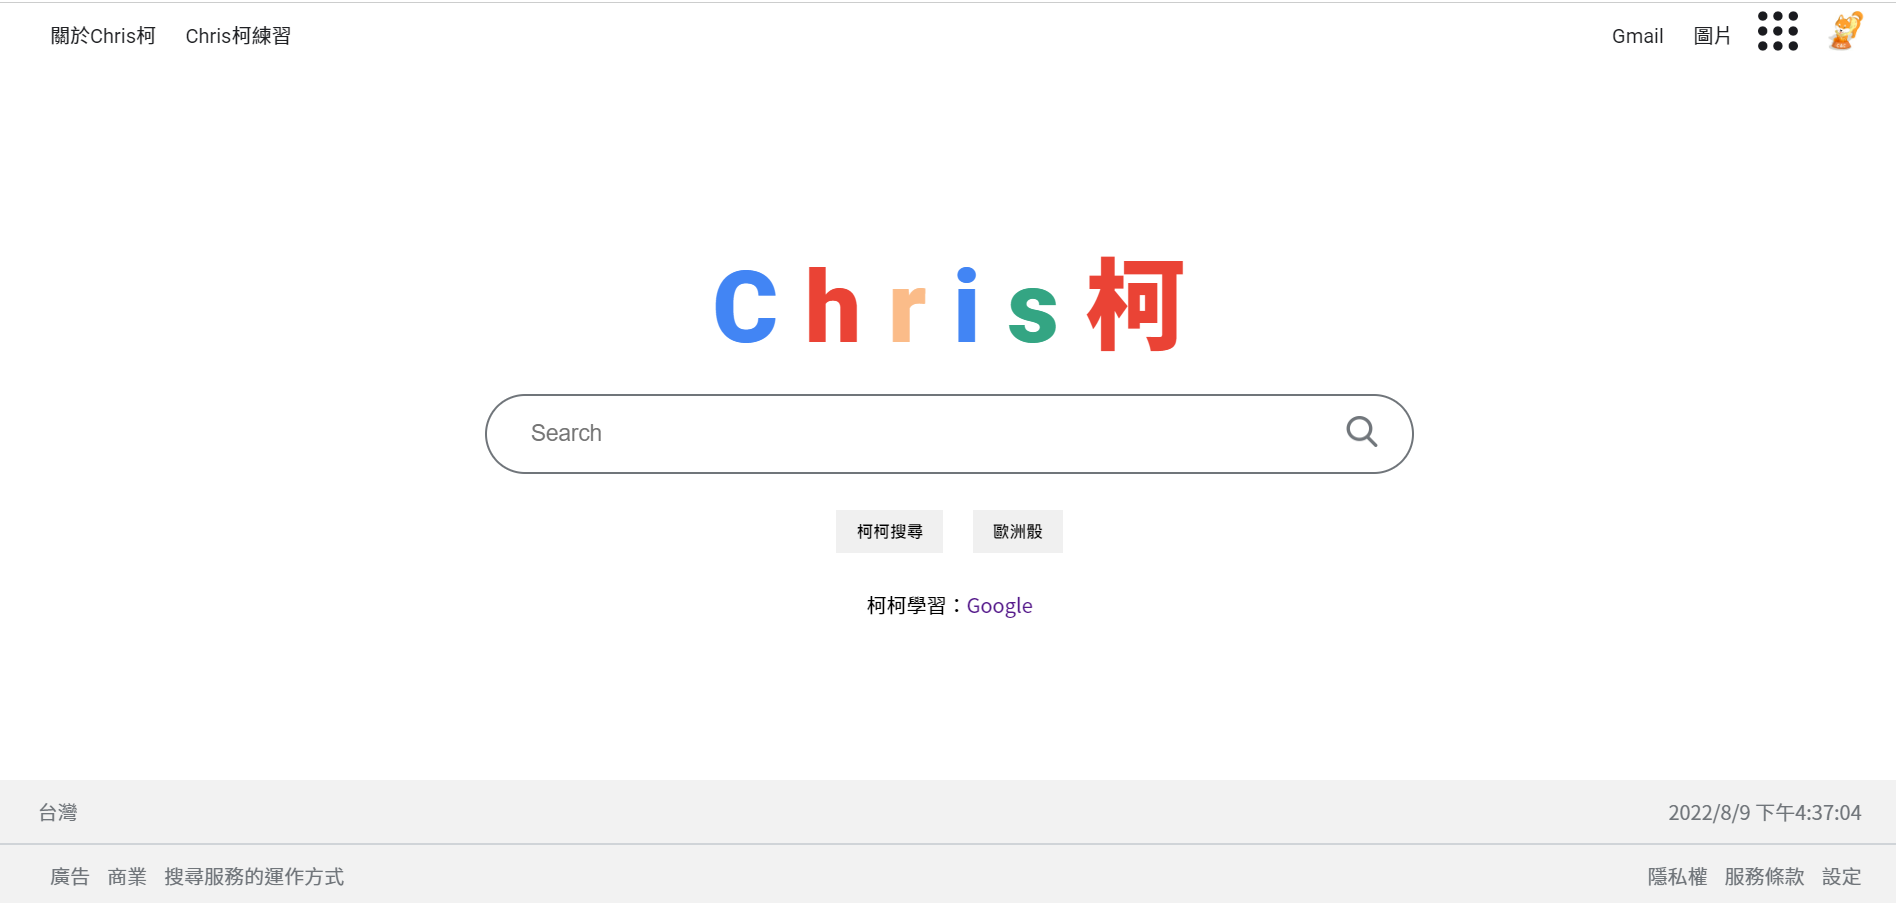 關於Chris柯 Chris柯練習 Gmail 圖片
Chris柯
Search
柯柯搜尋 歐洲骰
柯柯學習：Google
台灣 2022/8/9 下午4:37:04
廣告 商業 搜尋服務的運作方式 隱私權 服務條款 設定